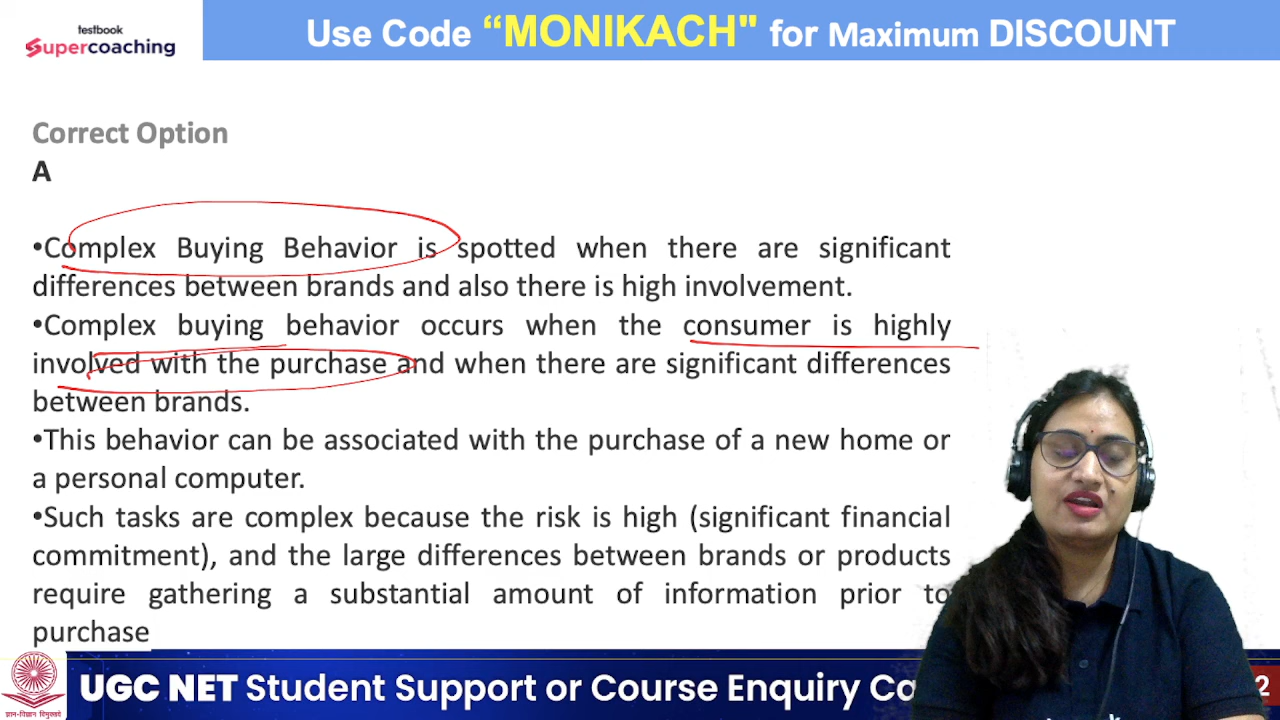 testbook
Supercoaching
Use Code “MONIKACH" for Maximum DISCOUNT
Correct Option
A
•Complex Buying Behavior is spotted when there are significant
differences between brands and also there is high involvement.
•Complex buying behavior occurs when the consumer is highly
involved with the purchase and when there are significant differences
between brands.
•This behavior can be associated with the purchase of a new home or
a personal computer.
•Such tasks are complex because the risk is high (significant financial
commitment), and the large differences between brands or products
require gathering a substantial amount of information prior to
purchase
UGC NET Student Support or Course Enquiry Ca
2
ज्ञान-विज्ञान विमुक्तये